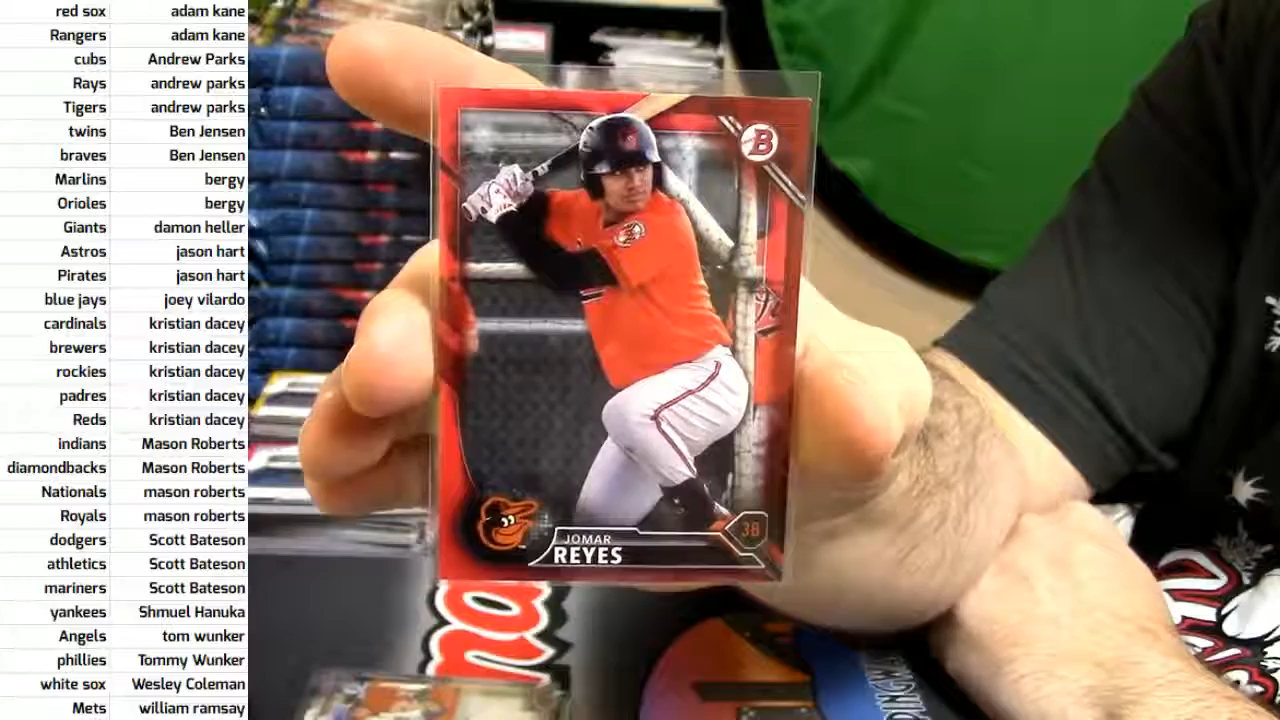 red sox adam kane
Rangers adam kane
cubs Andrew Parks
Rays andrew parks
Tigers andrew parks
twins Ben Jensen
braves Ben Jensen
Marlins bergy
Orioles bergy
Giants damon heller
Astros jason hart
Pirates jason hart
blue jays joey vilardo
cardinals kristian dacey
brewers kristian dacey
rockies kristian dacey
padres kristian dacey
Reds kristian dacey
indians Mason Roberts
diamondbacks Mason Roberts
Nationals mason roberts
Royals mason roberts
dodgers Scott Bateson
athletics Scott Bateson
mariners Scott Bateson
yankees Shmuel Hanuka
Angels tom wunker
phillies Tommy Wunker
white sox Wesley Coleman
Mets william ramsay
B
38
JOMAR
REYES